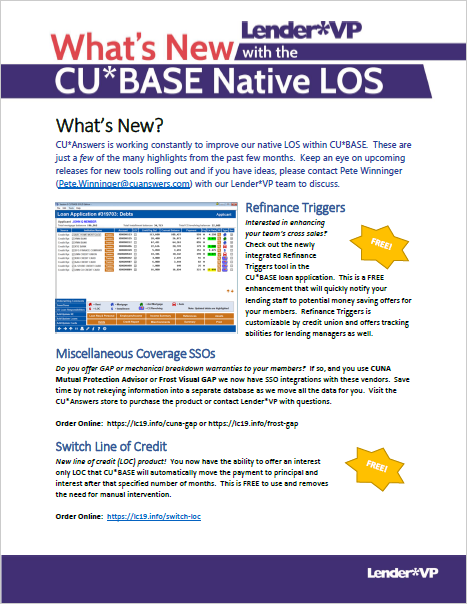 Lender*VP
What's New with the
CU*BASE Native LOS
What's New?
CU*Answers is working constantly to improve our native LOS within CU*BASE. These are
just a few of the many highlights from the past few months. Keep an eye on upcoming
releases for new tools rolling out and if you have ideas, please contact Pete Winninger
(Pete.Winninger@cuanswers.com) with our Lender*VP team to discuss.
Loan Application #319703: Debts
Applicant
Refinance Triggers
Interested in enhancing
your team's cross sales?
Check out the newly
integrated Refinance
Triggers tool in the
CU*BASE loan application. This is a FREE
enhancement that will quickly notify your
lending staff to potential money saving offers for
your members. Refinance Triggers is
customizable by credit union and offers tracking
abilities for lending managers as well.
FREE!
Miscellaneous Coverage SSOs
Do you offer GAP or mechanical breakdown warranties to your members? If so, and you use CUNA
Mutual Protection Advisor or Frost Visual GAP we now have SSO integrations with these vendors. Save
time by not rekeying information into a separate database as we move all the data for you. Visit the
CU*Answers store to purchase the product or contact Lender*VP with questions.
Order Online: https://lc19.info/cuna-gap or https://lc19.info/frost-gap
Switch Line of Credit
New line of credit (LOC) product! You now have the ability to offer an interest
only LOC that CU*BASE will automatically move the payment to principal and
interest after that specified number of months. This is FREE to use and removes
the need for manual intervention.
FREE!
Order Online: https://lc19.info/switch-loc
Lender*VP